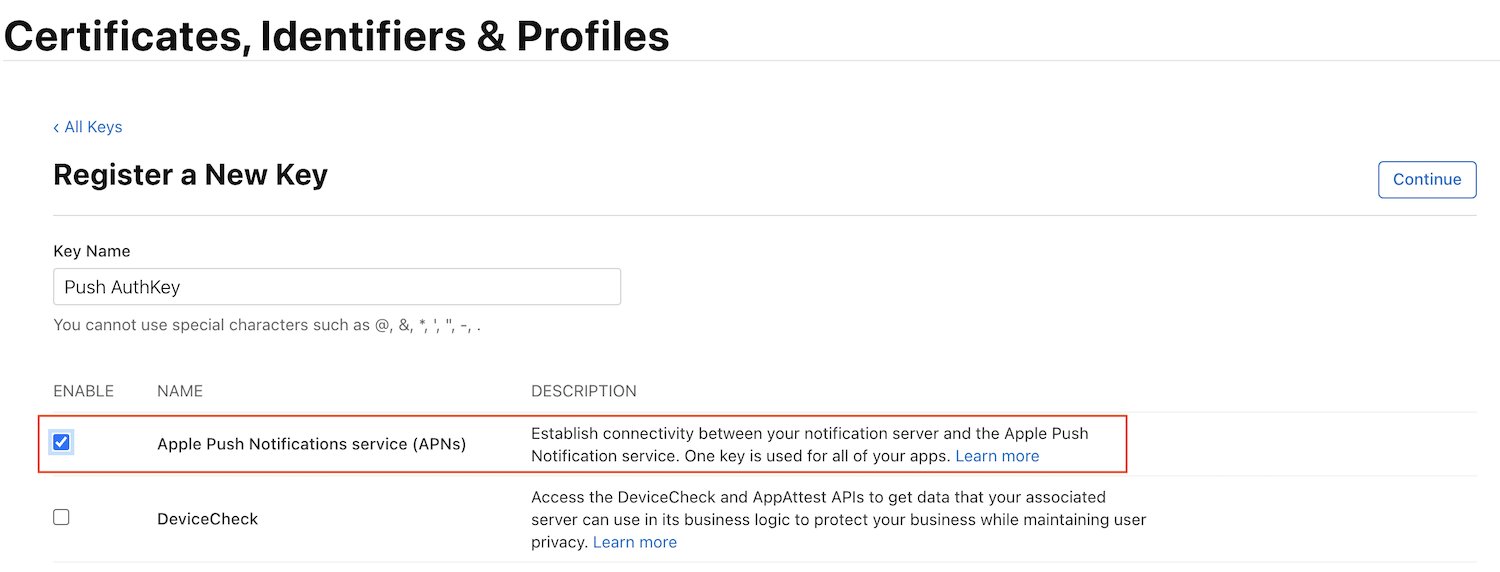 Certificates, Identifiers & Profiles
‹ All Keys
Register a New Key
Continue
Key Name
Push AuthKey
You cannot use special characters such as @, &, *, ', ", -, .
ENABLE NAME DESCRIPTION
Apple Push Notifications service (APNs)
Establish connectivity between your notification server and the Apple Push
Notification service. One key is used for all of your apps. Learn more
DeviceCheck
Access the DeviceCheck and AppAttest APIs to get data that your associated
server can use in its business logic to protect your business while maintaining user
privacy. Learn more